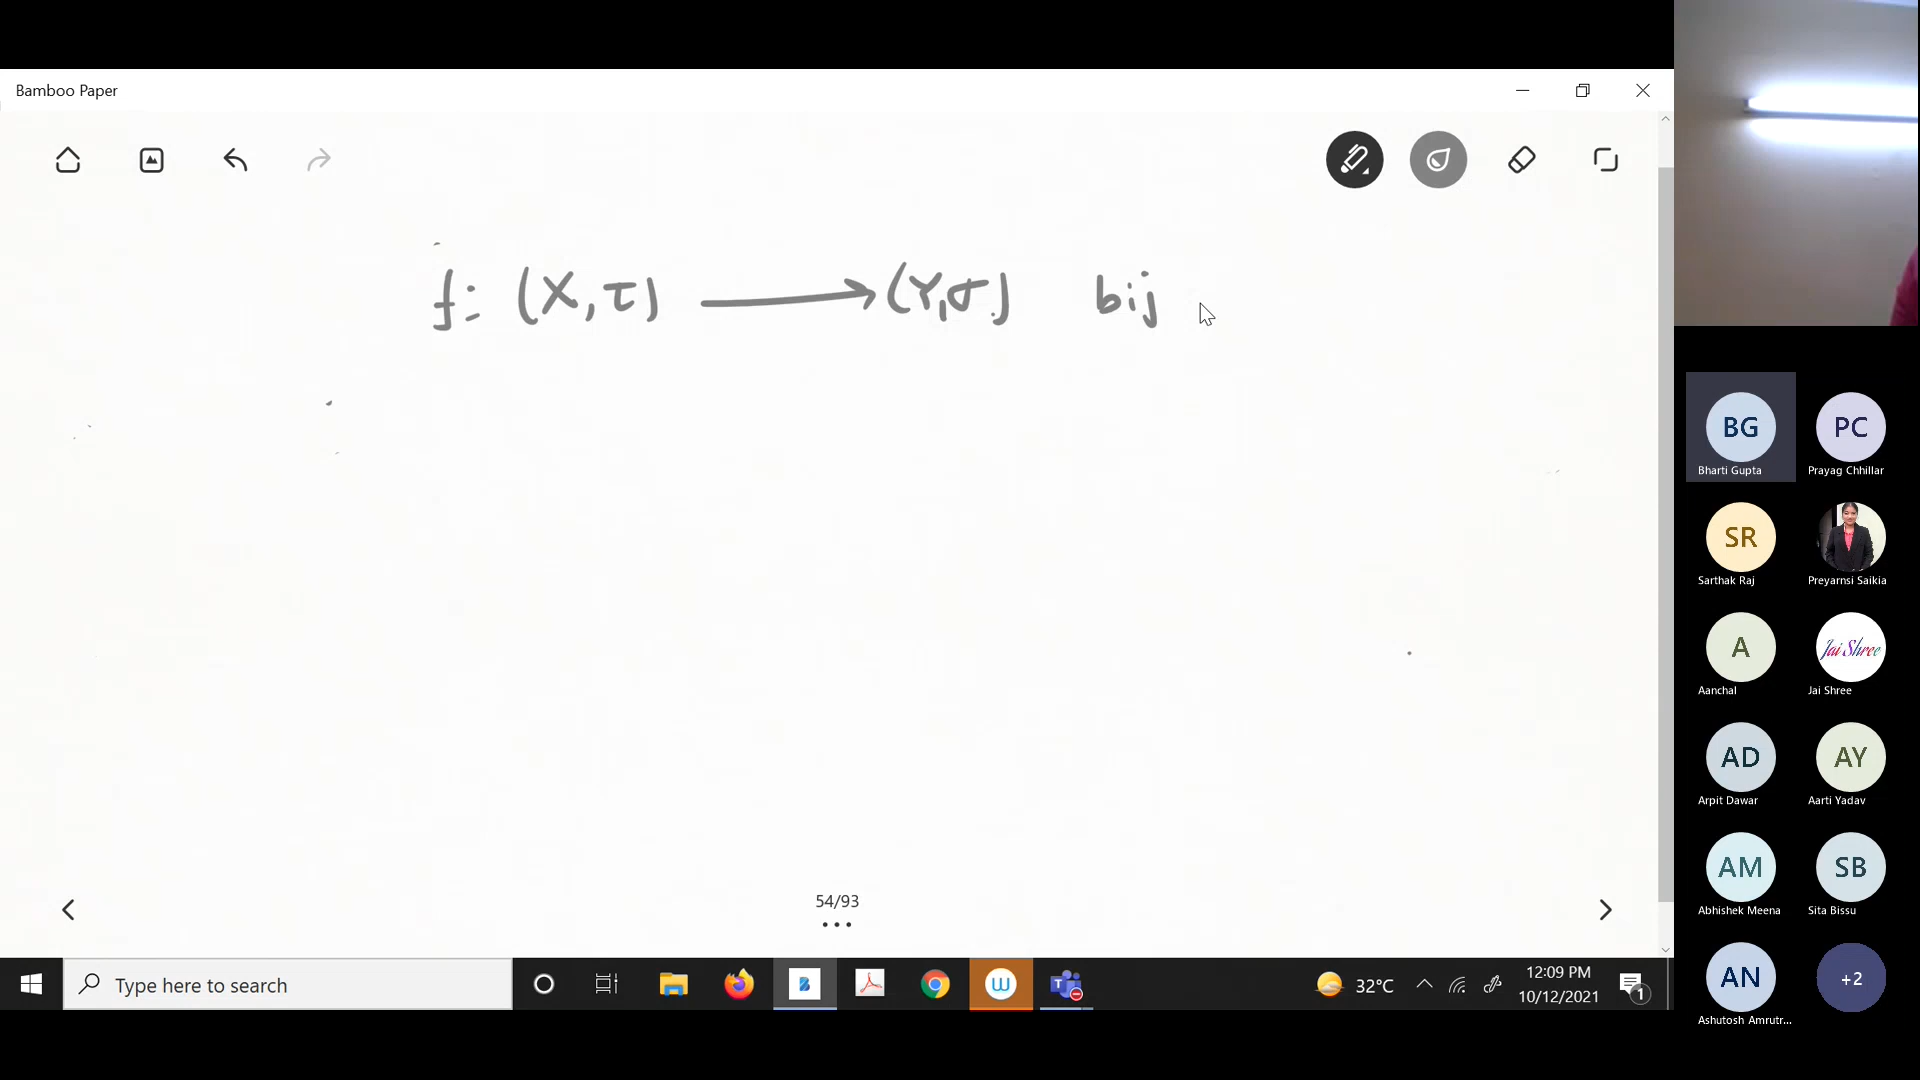 Bamboo Paper
f: (X, τ) ⟶ (Y, σ) bij
54/93
BG
Bharti Gupta
PC
Prayag Chhillar
SR
Sarthak Raj
Preyarnsi Saikia
A
Aanchal
Jai Shree
Jai Shree
AD
Arpit Dawar
AY
Aarti Yadav
AM
Abhishek Meena
SB
Sita Bissu
AN
Ashutosh Amrutr...
+2
Type here to search
32°C
12:09 PM
10/12/2021
1